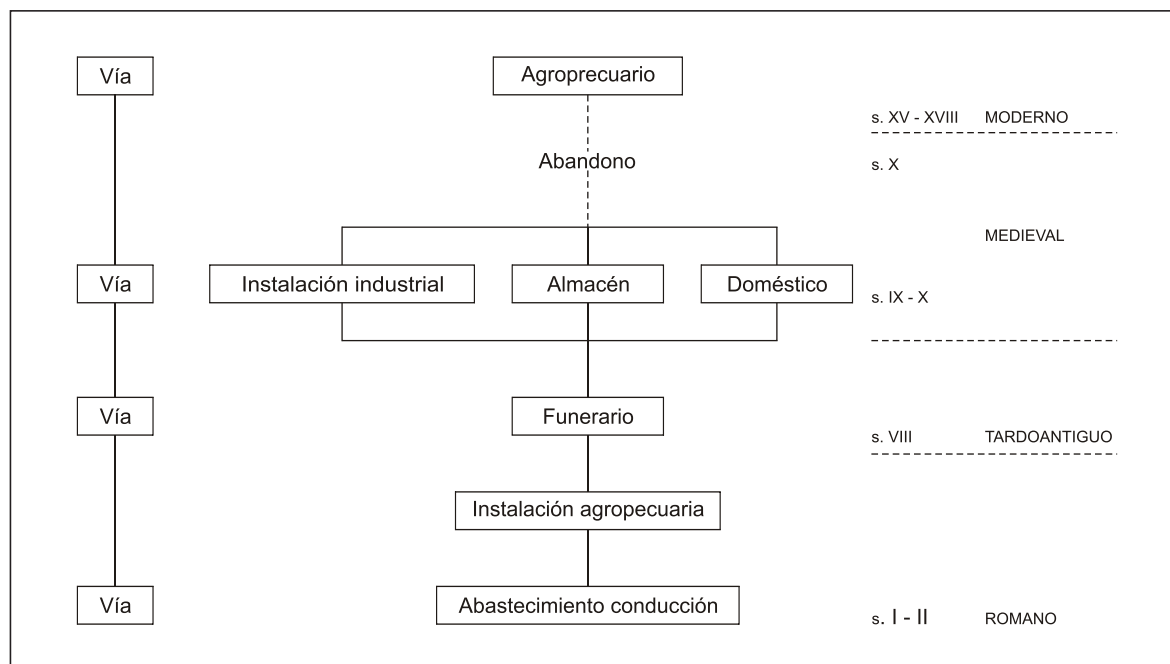 Vía
Agroprecuario
s. XV - XVIII MODERNO
Abandono
s. X
MEDIEVAL
Vía
Instalación industrial
Almacén
Doméstico
s. IX - X
Vía
Funerario
s. VIII TARDOANTIGUO
Instalación agropecuaria
Vía
Abastecimiento conducción
s. I - II ROMANO